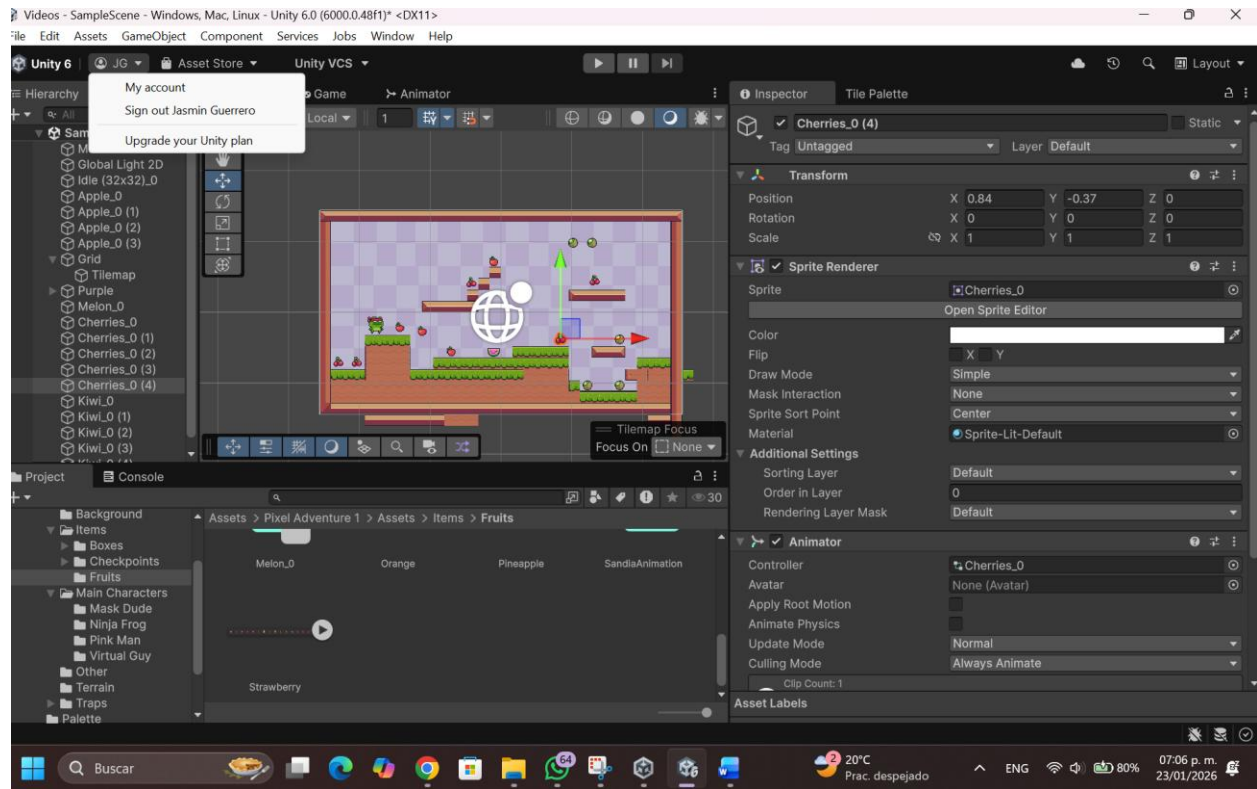 Videos - SampleScene - Windows, Mac, Linux - Unity 6.0 (6000.0.48f1)* <DX11>
File Edit Assets GameObject Component Services Jobs Window Help
Unity 6 JG Asset Store Unity VCS Layout
My account
Sign out Jasmin Guerrero
Upgrade your Unity plan
Hierarchy Game Animator
All
Local 1
Sam
M
Global Light 2D
Idle (32x32)_0
Apple_0
Apple_0 (1)
Apple_0 (2)
Apple_0 (3)
Grid
Tilemap
Purple
Melon_0
Cherries_0
Cherries_0 (1)
Cherries_0 (2)
Cherries_0 (3)
Cherries_0 (4)
Kiwi_0
Kiwi_0 (1)
Kiwi_0 (2)
Kiwi_0 (3)
Tilemap Focus
Focus On None
Inspector Tile Palette
Cherries_0 (4) Static
Tag Untagged Layer Default
Transform
Position X 0.84 Y -0.37 Z 0
Rotation X 0 Y 0 Z 0
Scale X 1 Y 1 Z 1
Sprite Renderer
Sprite Cherries_0
Open Sprite Editor
Color
Flip X Y
Draw Mode Simple
Mask Interaction None
Sprite Sort Point Center
Material Sprite-Lit-Default
Additional Settings
Sorting Layer Default
Order in Layer 0
Rendering Layer Mask Default
Animator
Controller Cherries_0
Avatar None (Avatar)
Apply Root Motion
Animate Physics
Update Mode Normal
Culling Mode Always Animate
Clip Count: 1
Asset Labels
Project Console
30
Background
Items
Boxes
Checkpoints
Fruits
Main Characters
Mask Dude
Ninja Frog
Pink Man
Virtual Guy
Other
Terrain
Traps
Palette
Assets > Pixel Adventure 1 > Assets > Items > Fruits
Melon_0 Orange Pineapple SandiaAnimation
Strawberry
Buscar
64
2
20°C
Prac. despejado
ENG
80%
07:06 p. m.
23/01/2026